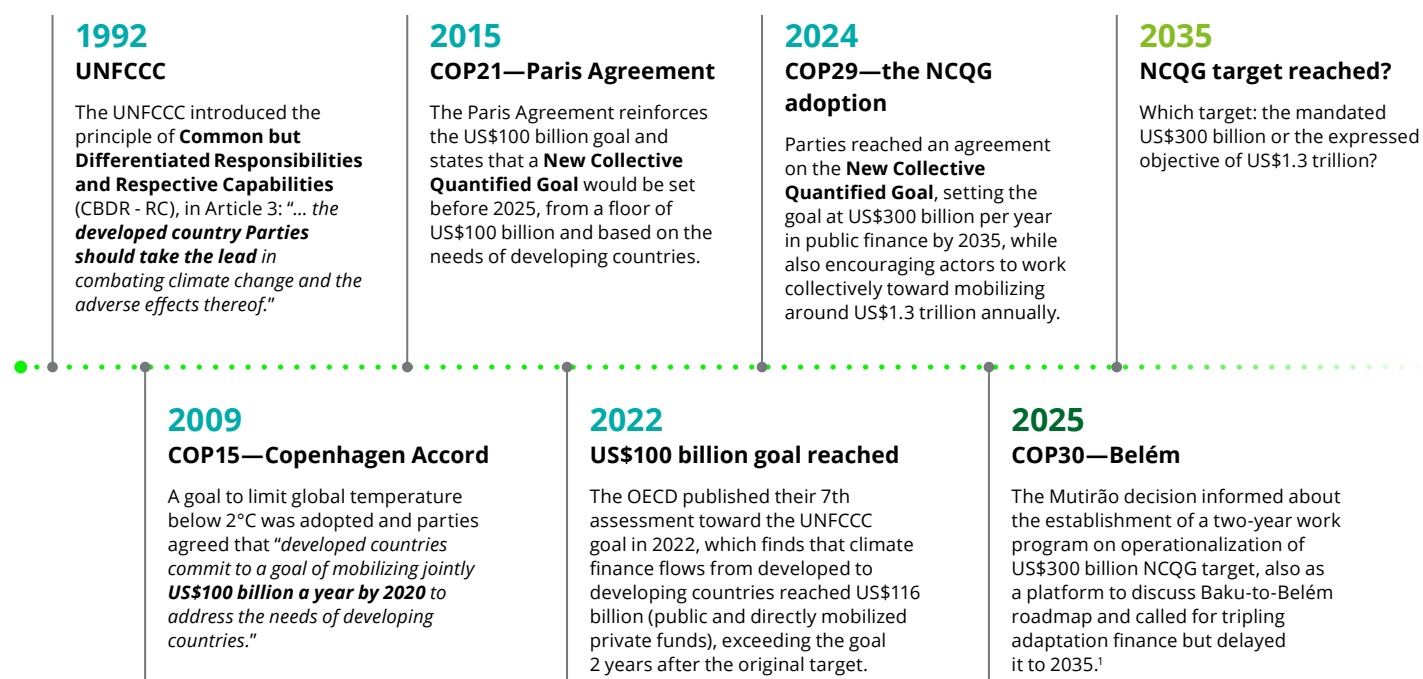 1992
UNFCCC
The UNFCCC introduced the
principle of Common but
Differentiated Responsibilities
and Respective Capabilities
(CBDR - RC), in Article 3: “… the
developed country Parties
should take the lead in
combating climate change and the
adverse effects thereof.”
2009
COP15—Copenhagen Accord
A goal to limit global temperature
below 2°C was adopted and parties
agreed that “developed countries
commit to a goal of mobilizing jointly
US$100 billion a year by 2020 to
address the needs of developing
countries.”
2015
COP21—Paris Agreement
The Paris Agreement reinforces
the US$100 billion goal and
states that a New Collective
Quantified Goal would be set
before 2025, from a floor of
US$100 billion and based on the
needs of developing countries.
2022
US$100 billion goal reached
The OECD published their 7th
assessment toward the UNFCCC
goal in 2022, which finds that climate
finance flows from developed to
developing countries reached US$116
billion (public and directly mobilized
private funds), exceeding the goal
2 years after the original target.
2024
COP29—the NCQG
adoption
Parties reached an agreement
on the New Collective
Quantified Goal, setting the
goal at US$300 billion per year
in public finance by 2035, while
also encouraging actors to work
collectively toward mobilizing
around US$1.3 trillion annually.
2025
COP30—Belém
The Mutirão decision informed about
the establishment of a two-year work
program on operationalization of
US$300 billion NCQG target, also as
a platform to discuss Baku-to-Belém
roadmap and called for tripling
adaptation finance but delayed
it to 2035.¹
2035
NCQG target reached?
Which target: the mandated
US$300 billion or the expressed
objective of US$1.3 trillion?